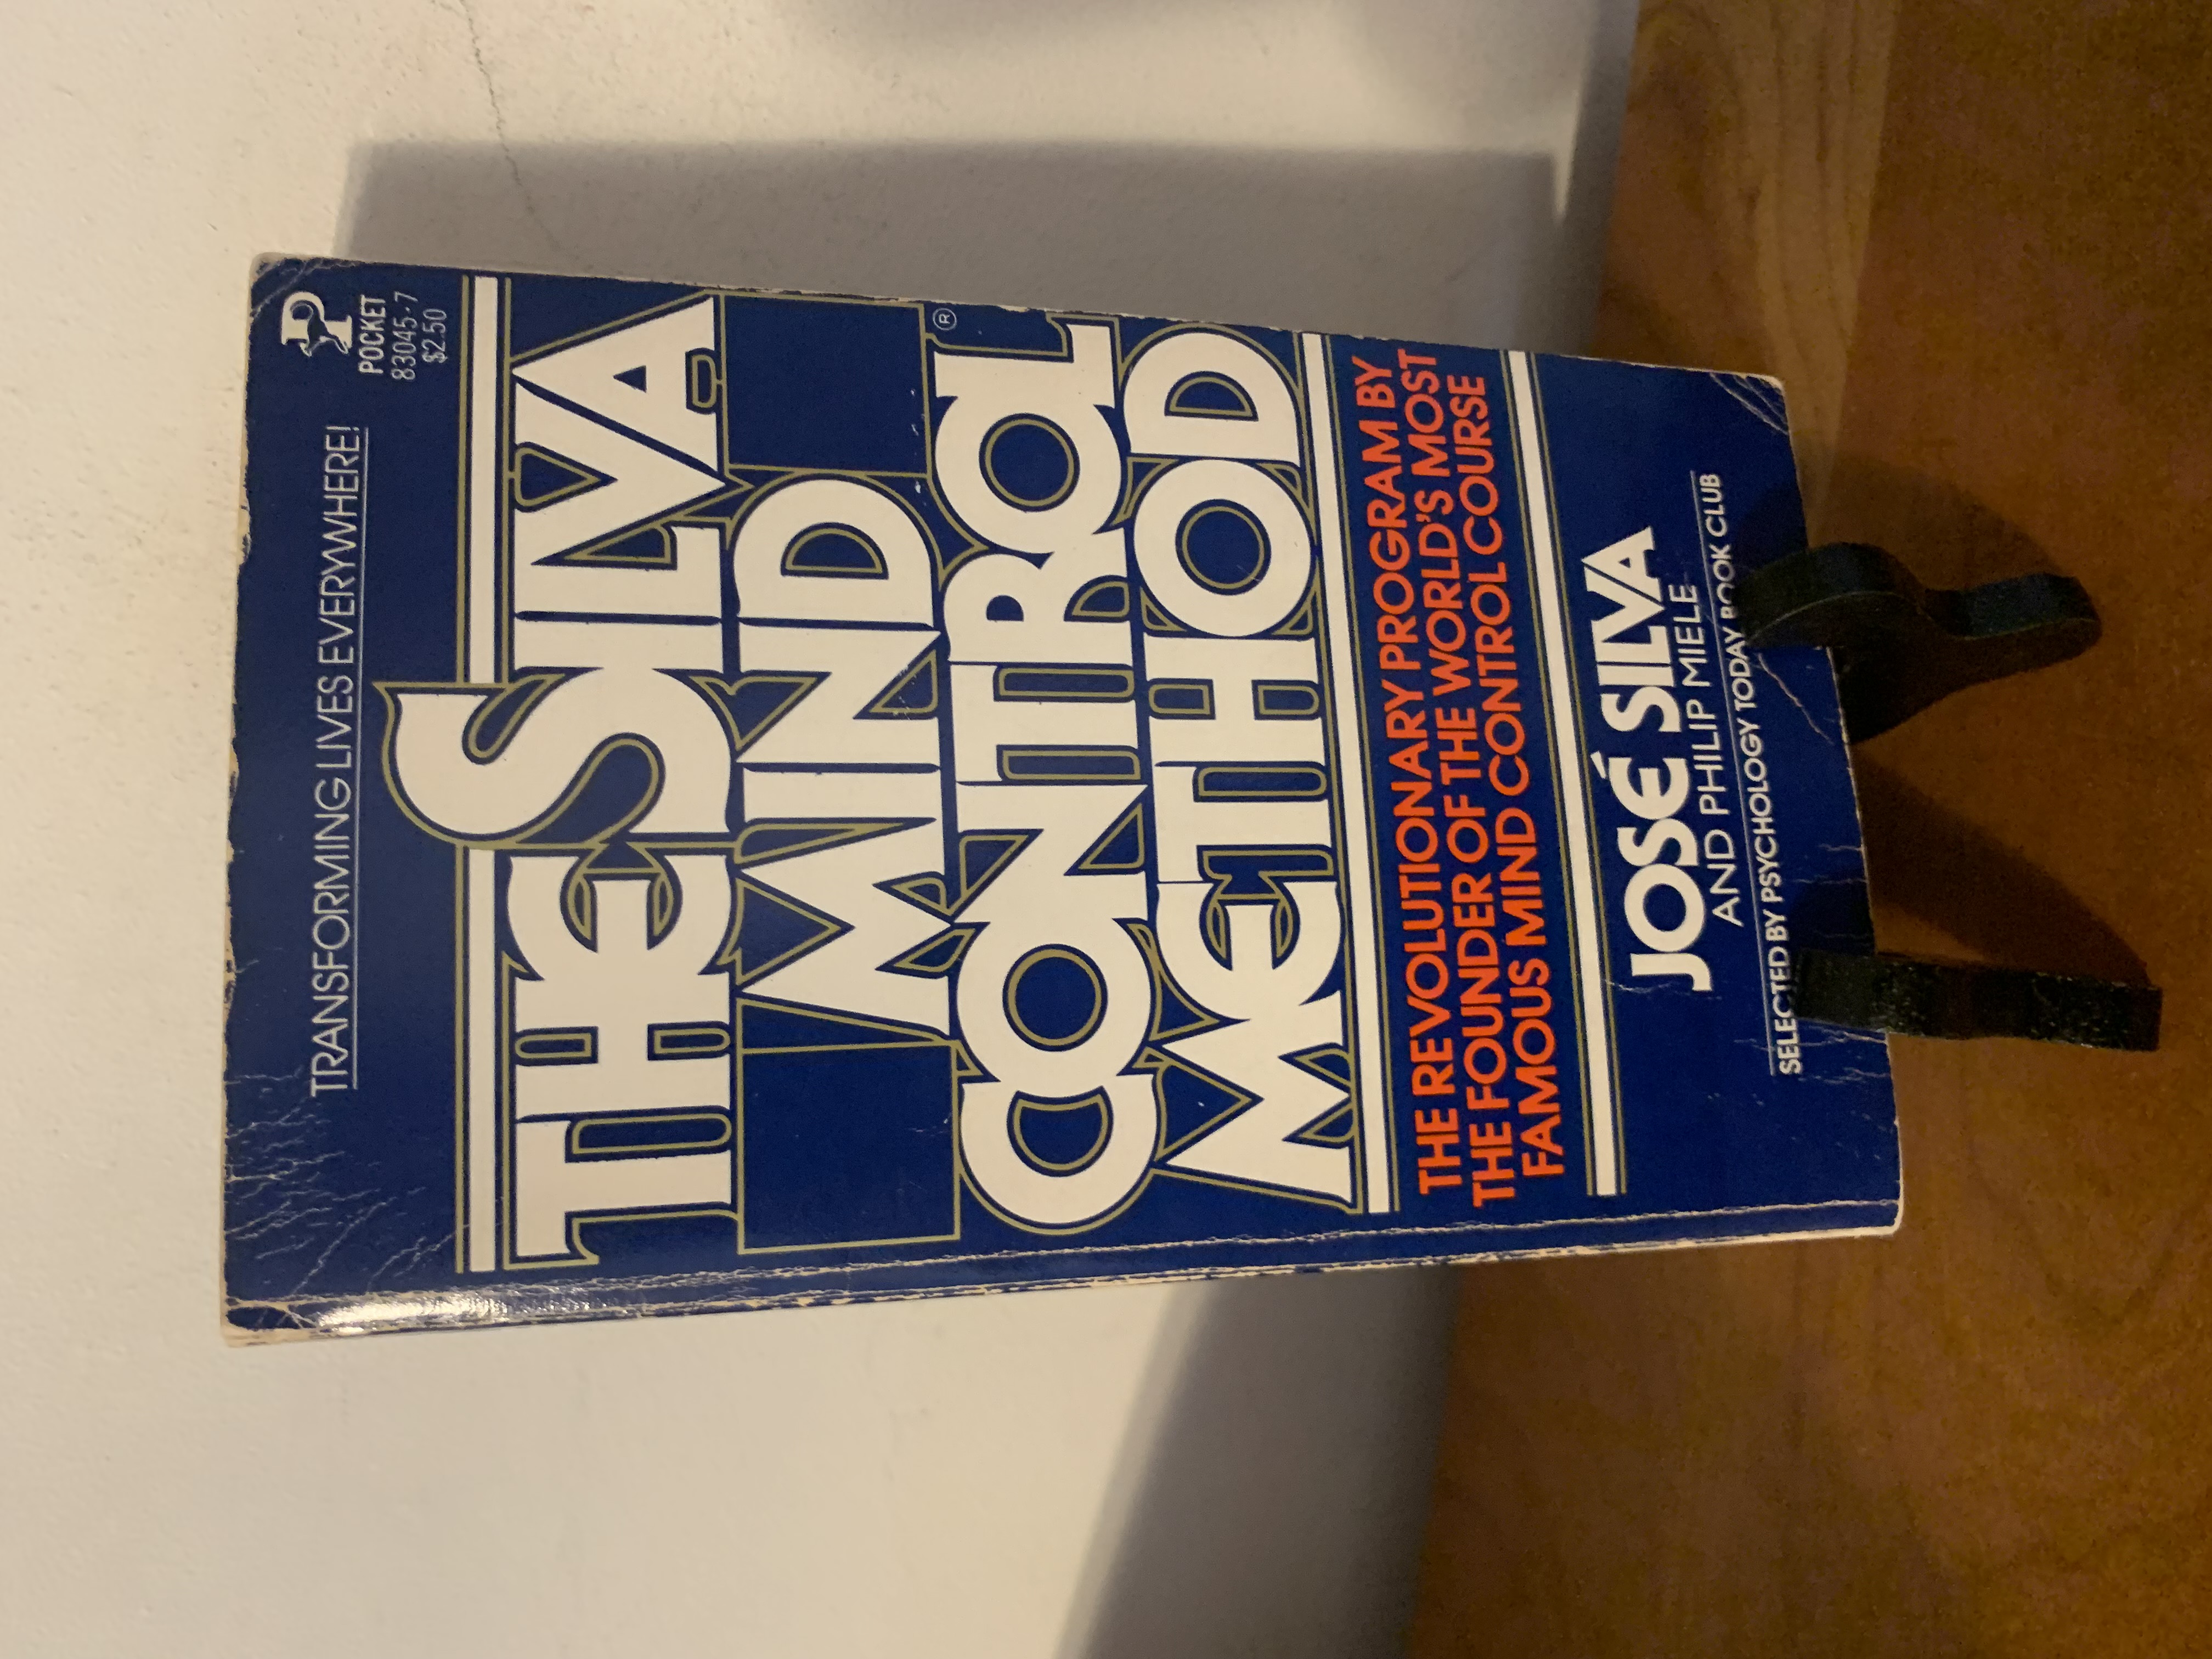 TRANSFORMING LIVES EVERYWHERE!
P
POCKET
83045-7
$2.50
THE SILVA
MIND
CONTROL®
METHOD
THE REVOLUTIONARY PROGRAM BY
THE FOUNDER OF THE WORLD'S MOST
FAMOUS MIND CONTROL COURSE
JOSÉ SILVA
AND PHILIP MIELE
SELECTED BY PSYCHOLOGY TODAY BOOK CLUB